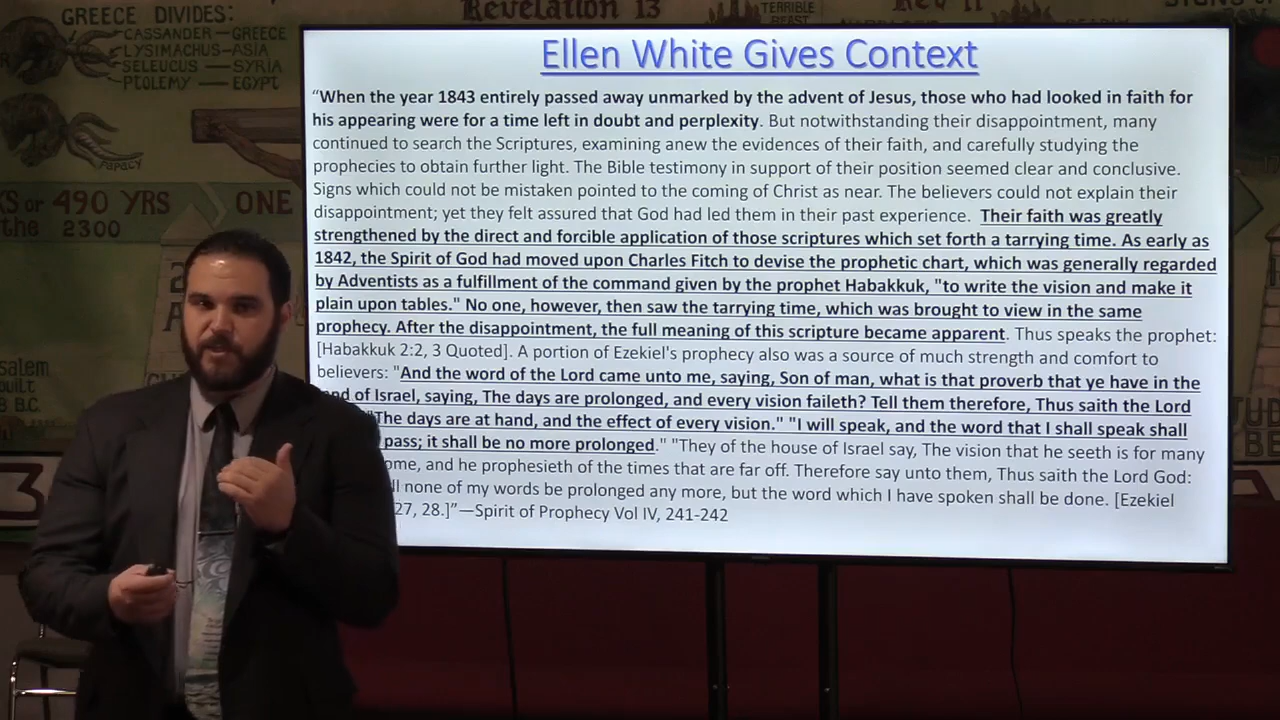 Revelation 13
TERRIBLE
BEAST
Rev 17
GREECE DIVIDES:
CASSANDER – GREECE
LYSIMACHUS – ASIA
SELEUCUS – SYRIA
PTOLEMY – EGYPT
PAPACY
490 YRS
ONE
the 2300
B.C.
Ellen White Gives Context
“When the year 1843 entirely passed away unmarked by the advent of Jesus, those who had looked in faith for
his appearing were for a time left in doubt and perplexity. But notwithstanding their disappointment, many
continued to search the Scriptures, examining anew the evidences of their faith, and carefully studying the
prophecies to obtain further light. The Bible testimony in support of their position seemed clear and conclusive.
Signs which could not be mistaken pointed to the coming of Christ as near. The believers could not explain their
disappointment; yet they felt assured that God had led them in their past experience. Their faith was greatly
strengthened by the direct and forcible application of those scriptures which set forth a tarrying time. As early as
1842, the Spirit of God had moved upon Charles Fitch to devise the prophetic chart, which was generally regarded
by Adventists as a fulfillment of the command given by the prophet Habakkuk, "to write the vision and make it
plain upon tables." No one, however, then saw the tarrying time, which was brought to view in the same
prophecy. After the disappointment, the full meaning of this scripture became apparent. Thus speaks the prophet:
[Habakkuk 2:2, 3 Quoted]. A portion of Ezekiel's prophecy also was a source of much strength and comfort to
believers: "And the word of the Lord came unto me, saying, Son of man, what is that proverb that ye have in the
of Israel, saying, The days are prolonged, and every vision faileth? Tell them therefore, Thus saith the Lord
"The days are at hand, and the effect of every vision." "I will speak, and the word that I shall speak shall
pass; it shall be no more prolonged." "They of the house of Israel say, The vision that he seeth is for many
, and he prophesieth of the times that are far off. Therefore say unto them, Thus saith the Lord God:
none of my words be prolonged any more, but the word which I have spoken shall be done. [Ezekiel
27, 28.]”—Spirit of Prophecy Vol IV, 241-242